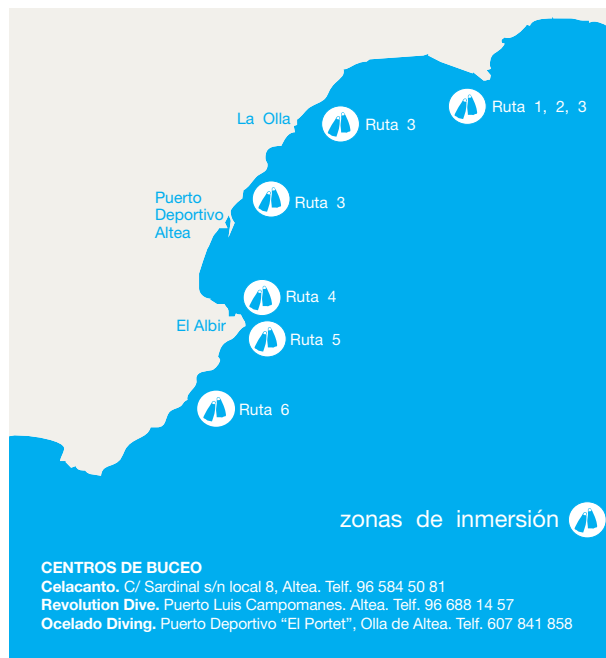 La Olla
Ruta 3
Ruta 1, 2, 3
Puerto
Deportivo
Altea
Ruta 3
Ruta 4
El Albir
Ruta 5
Ruta 6
zonas de inmersión
CENTROS DE BUCEO
Celacanto. C/ Sardinal s/n local 8, Altea. Telf. 96 584 50 81
Revolution Dive. Puerto Luis Campomanes. Altea. Telf. 96 688 14 57
Ocelado Diving. Puerto Deportivo “El Portet”, Olla de Altea. Telf. 607 841 858